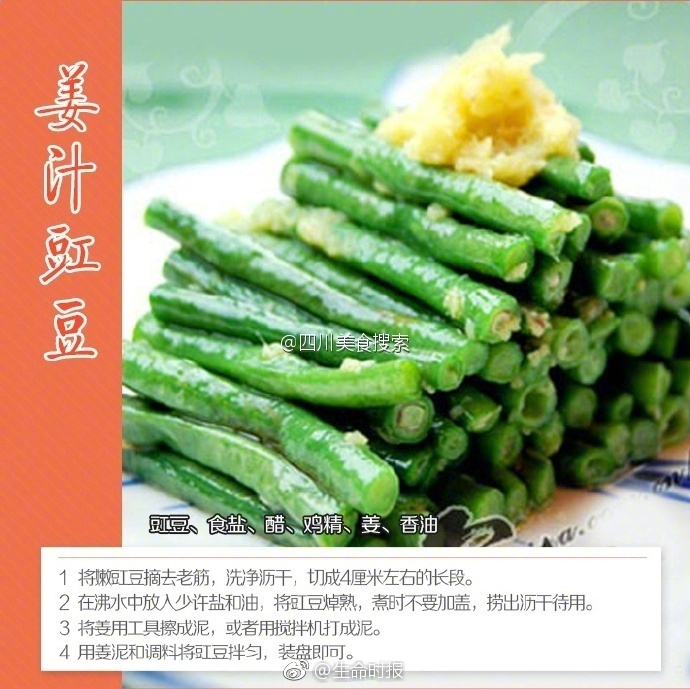 姜汁豇豆
@四川美食搜索
豇豆、食盐、醋、鸡精、姜、香油
1 将嫩豇豆摘去老筋，洗净沥干，切成4厘米左右的长段。
2 在沸水中放入少许盐和油，将豇豆焯熟，煮时不要加盖，捞出沥干待用。
3 将姜用工具擦成泥，或者用搅拌机打成泥。
4 用姜泥和调料将豇豆拌匀，装盘即可。
@生命时报